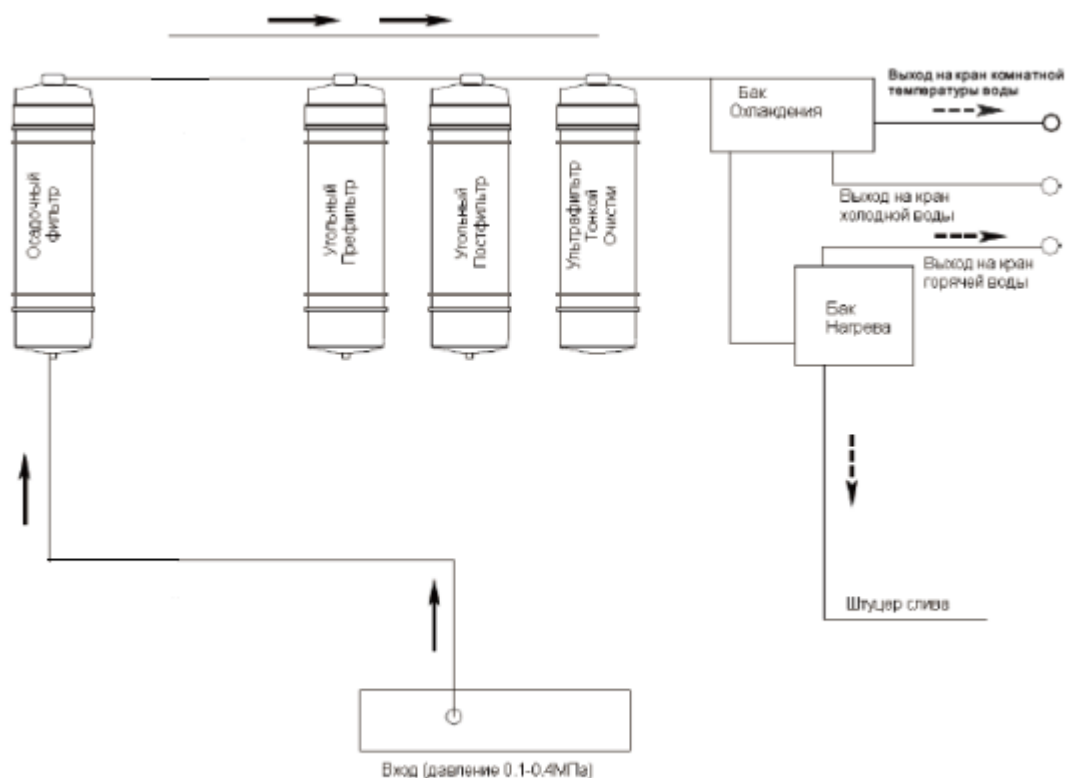 Выход на кран комнатной
температуры воды
Бак
Охлаждения
Осадочный
фильтр
Угольный
Префильтр
Угольный
Постфильтр
Ультрафильтр
Тонкой
Очистки
Выход на кран
холодной воды
Выход на кран
горячей воды
Бак
Нагрева
Штуцер слива
Вход (давление 0.1-0.4МПа)